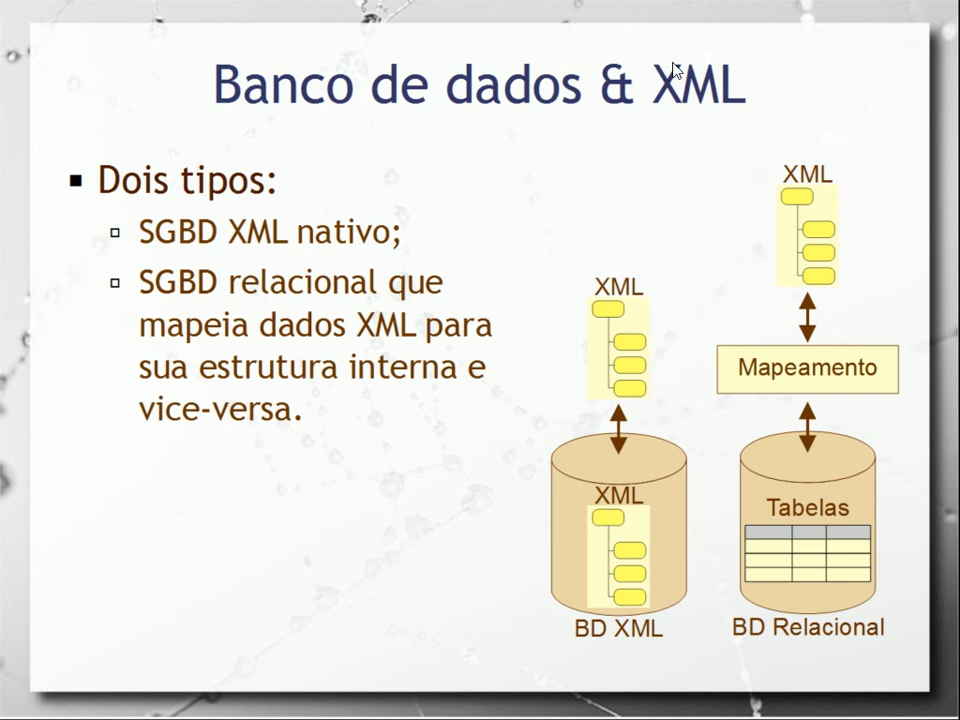 Banco de dados & XML
Dois tipos:
SGBD XML nativo;
SGBD relacional que
mapeia dados XML para
sua estrutura interna e
vice-versa.
XML
XML
Mapeamento
XML
Tabelas
BD XML
BD Relacional